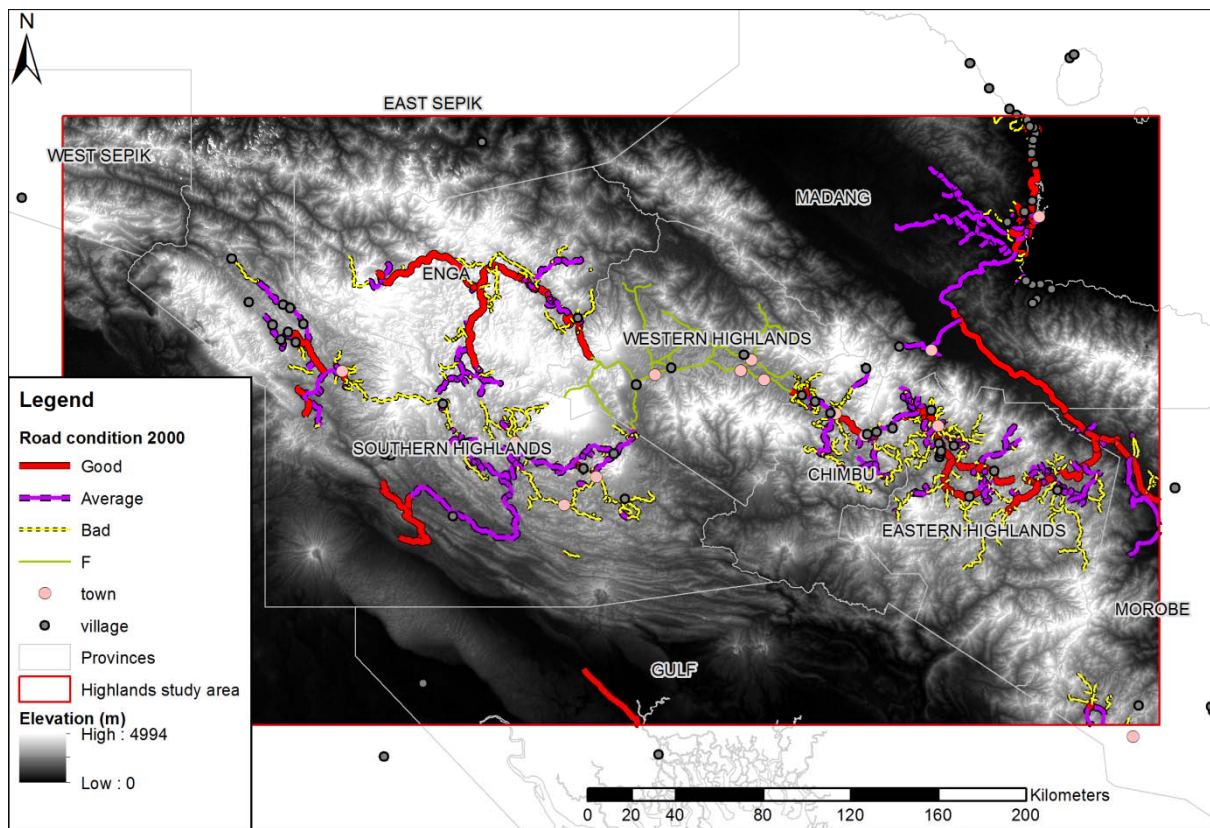 N
EAST SEPIK
WEST SEPIK
MADANG
ENGA
WESTERN HIGHLANDS
SOUTHERN HIGHLANDS
CHIMBU
EASTERN HIGHLANDS
MOROBE
GULF
Legend
Road condition 2000
Good
Average
Bad
F
town
village
Provinces
Highlands study area
Elevation (m)
High : 4994
Low : 0
Kilometers
0 20 40 80 120 160 200